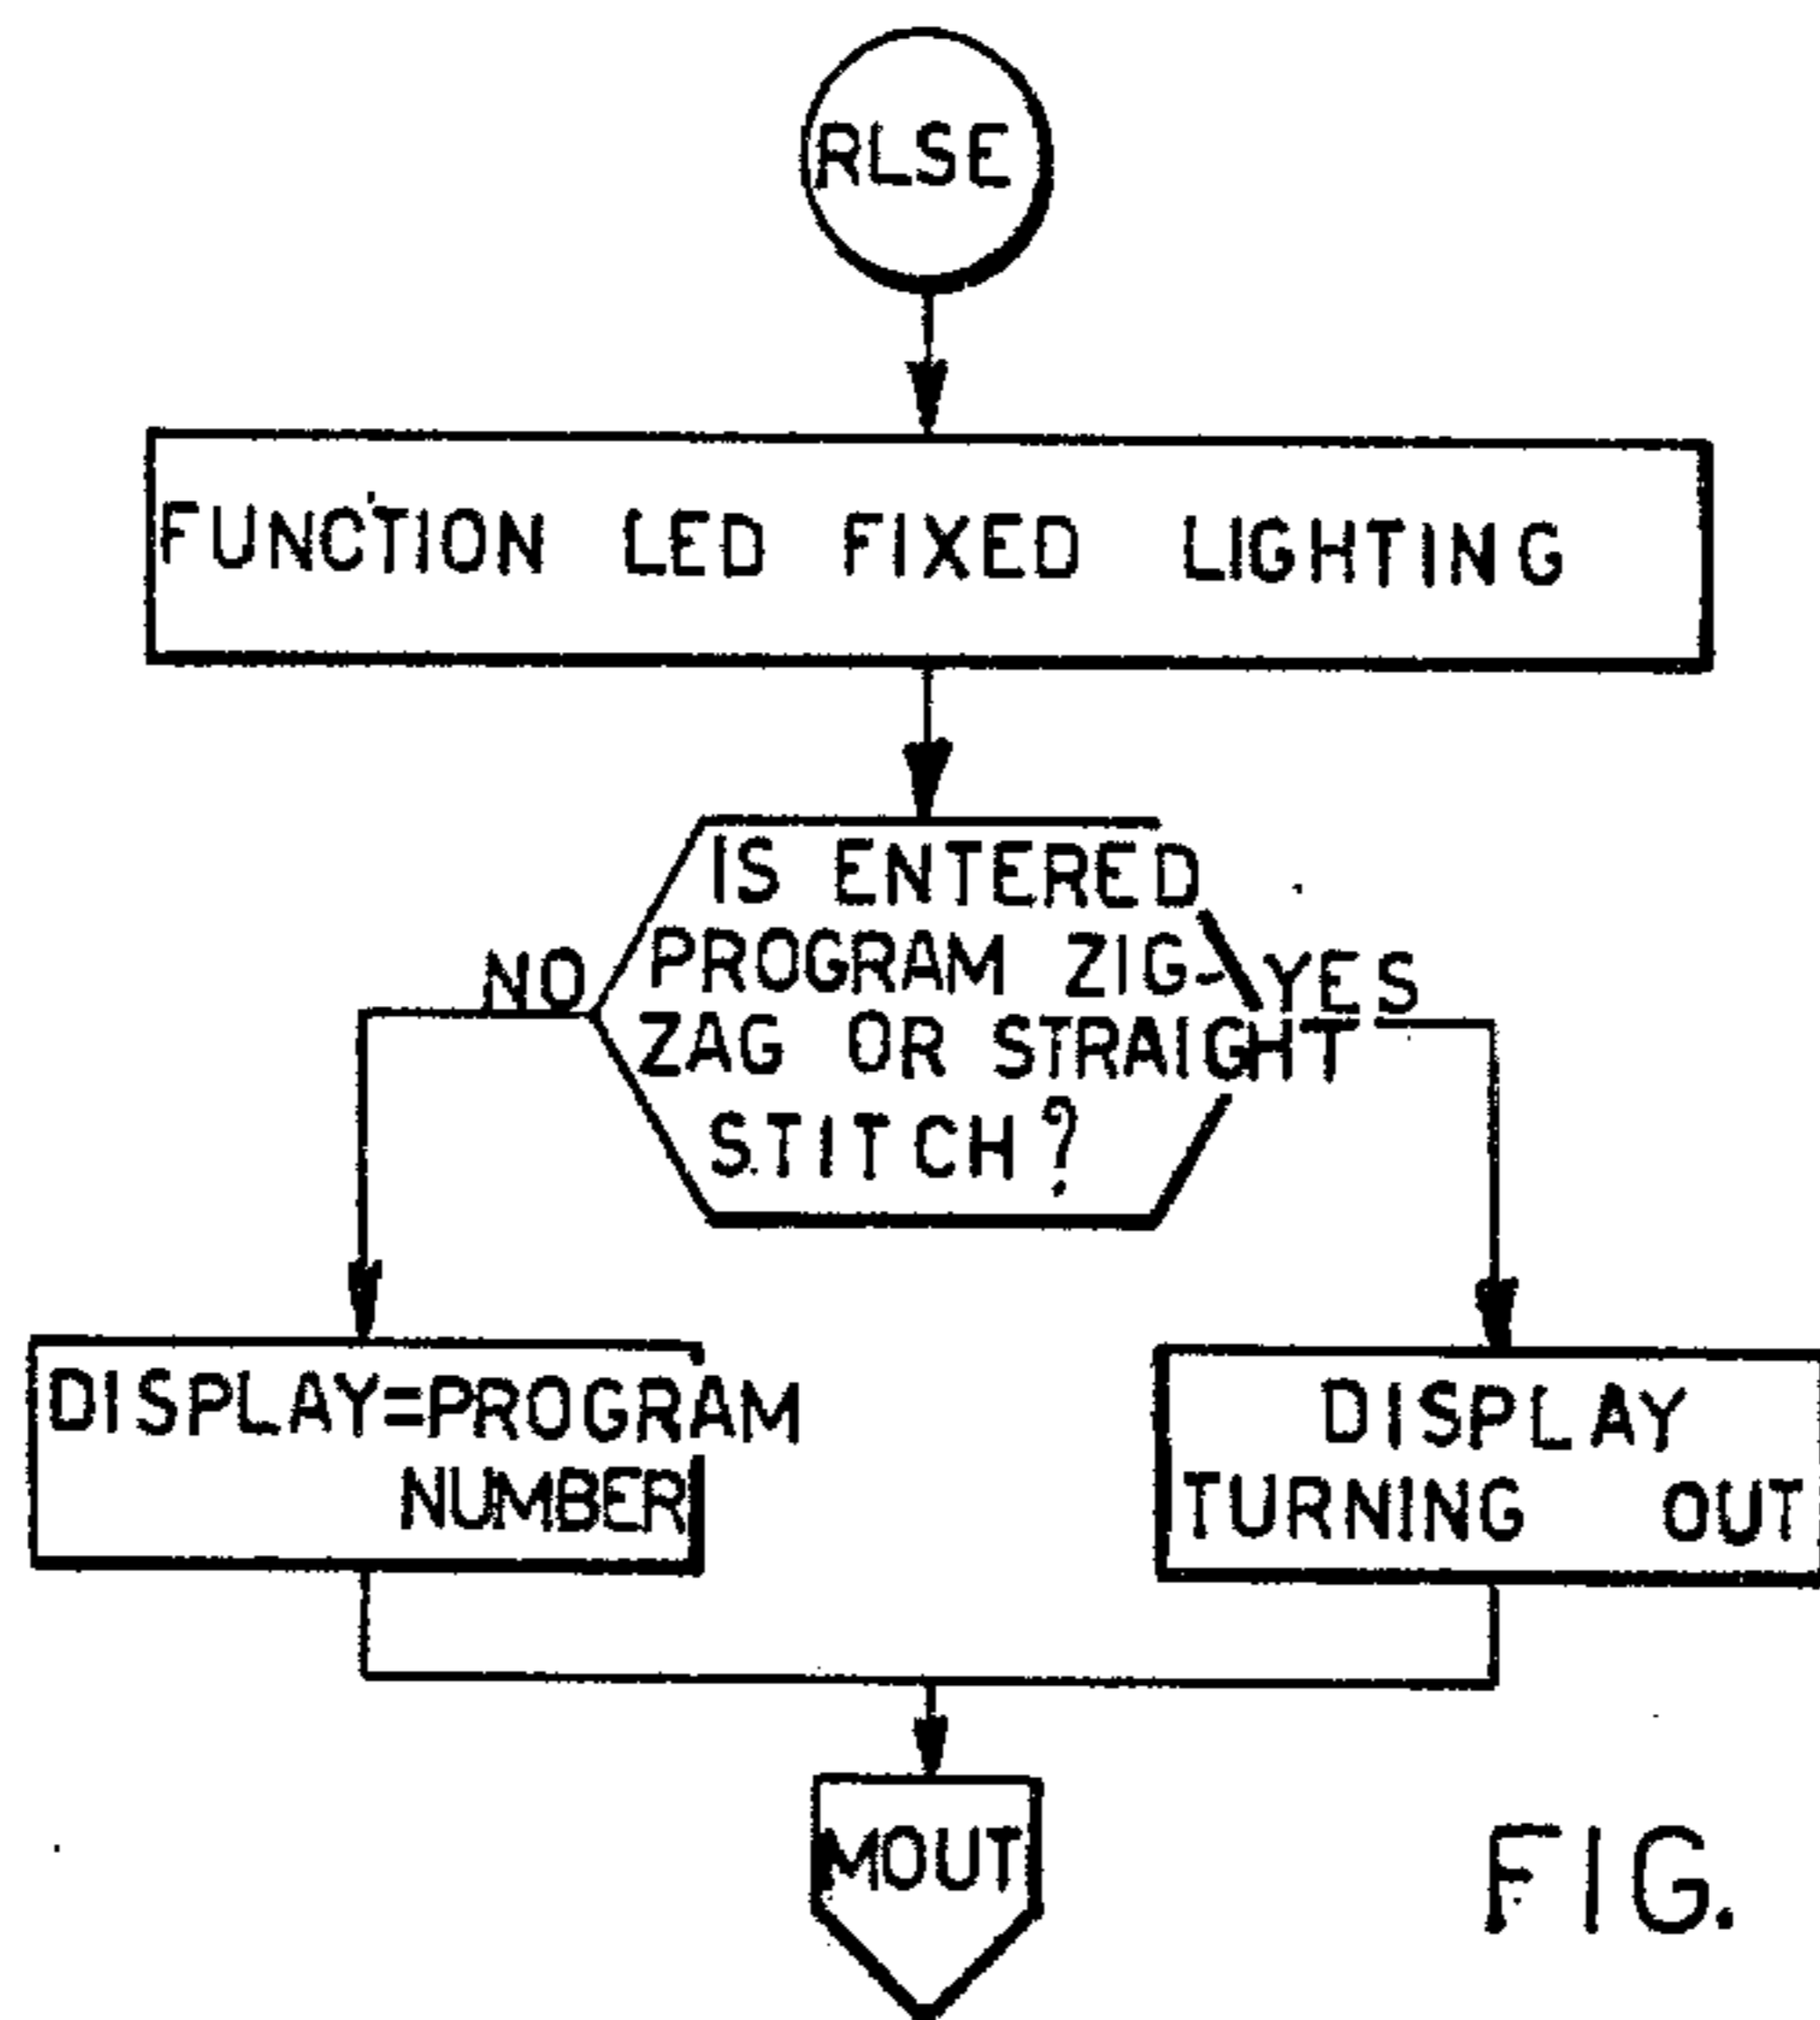 RLSE
FUNCTION LED FIXED LIGHTING
IS ENTERED
PROGRAM ZIG-
ZAG OR STRAIGHT
STITCH?
NO
YES
DISPLAY=PROGRAM
NUMBER
DISPLAY
TURNING OUT
MOUT
FIG.